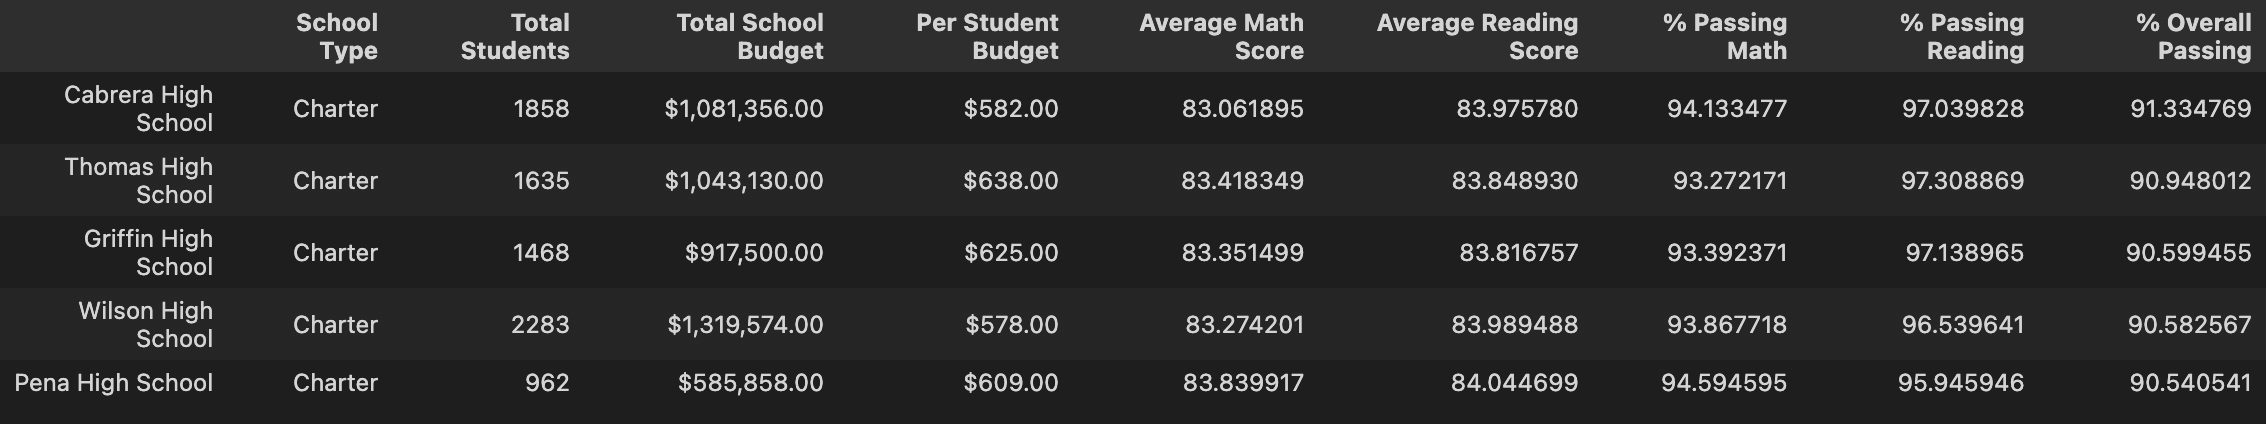 School Type Total Students Total School Budget Per Student Budget Average Math Score Average Reading Score % Passing Math % Passing Reading % Overall Passing
Cabrera High School Charter 1858 $1,081,356.00 $582.00 83.061895 83.975780 94.133477 97.039828 91.334769
Thomas High School Charter 1635 $1,043,130.00 $638.00 83.418349 83.848930 93.272171 97.308869 90.948012
Griffin High School Charter 1468 $917,500.00 $625.00 83.351499 83.816757 93.392371 97.138965 90.599455
Wilson High School Charter 2283 $1,319,574.00 $578.00 83.274201 83.989488 93.867718 96.539641 90.582567
Pena High School Charter 962 $585,858.00 $609.00 83.839917 84.044699 94.594595 95.945946 90.540541